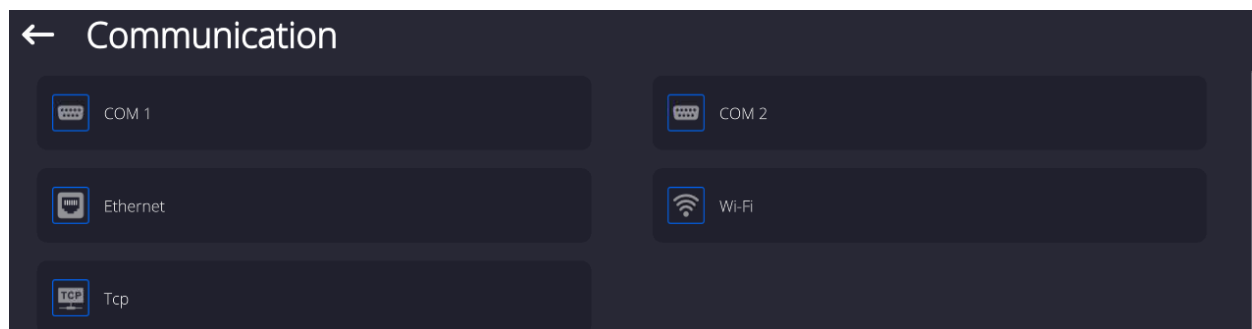 Communication
COM 1
COM 2
Ethernet
Wi-Fi
TCP
Tcp